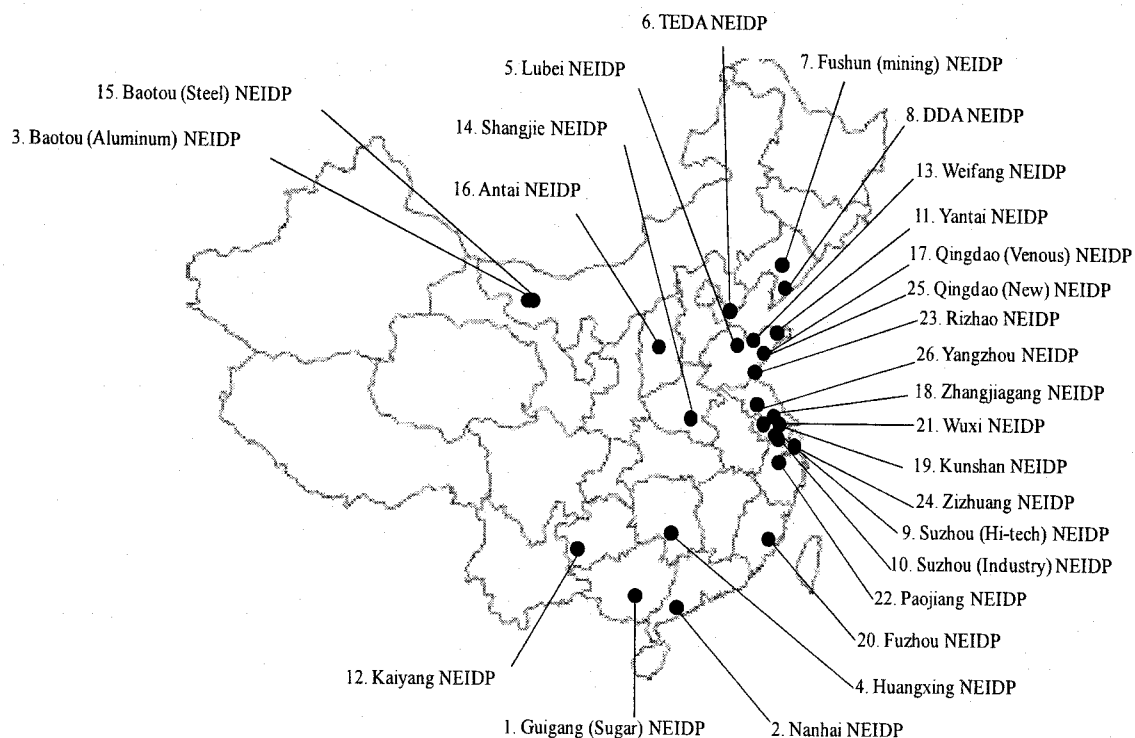 6. TEDA NEIDP
5. Lubei NEIDP
7. Fushun (mining) NEIDP
15. Baotou (Steel) NEIDP
8. DDA NEIDP
14. Shangjie NEIDP
3. Baotou (Aluminum) NEIDP
13. Weifang NEIDP
16. Antai NEIDP
11. Yantai NEIDP
17. Qingdao (Venous) NEIDP
25. Qingdao (New) NEIDP
23. Rizhao NEIDP
26. Yangzhou NEIDP
18. Zhangjiagang NEIDP
21. Wuxi NEIDP
19. Kunshan NEIDP
24. Zizhuang NEIDP
9. Suzhou (Hi-tech) NEIDP
10. Suzhou (Industry) NEIDP
22. Paojiang NEIDP
20. Fuzhou NEIDP
12. Kaiyang NEIDP
4. Huangxing NEIDP
1. Guigang (Sugar) NEIDP
2. Nanhai NEIDP